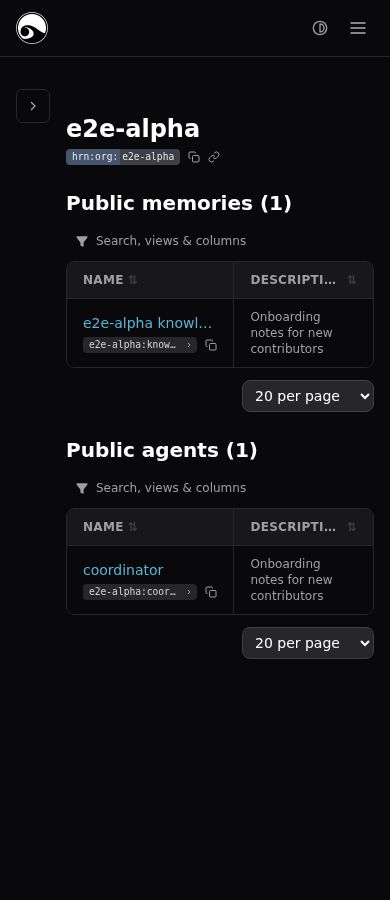 e2e-alpha
hrn:org: e2e-alpha
Public memories (1)
Search, views & columns
NAME DESCRIPTI…
e2e-alpha knowl…
e2e-alpha:know… ›
Onboarding
notes for new
contributors
20 per page
Public agents (1)
Search, views & columns
NAME DESCRIPTI…
coordinator
e2e-alpha:coor… ›
Onboarding
notes for new
contributors
20 per page